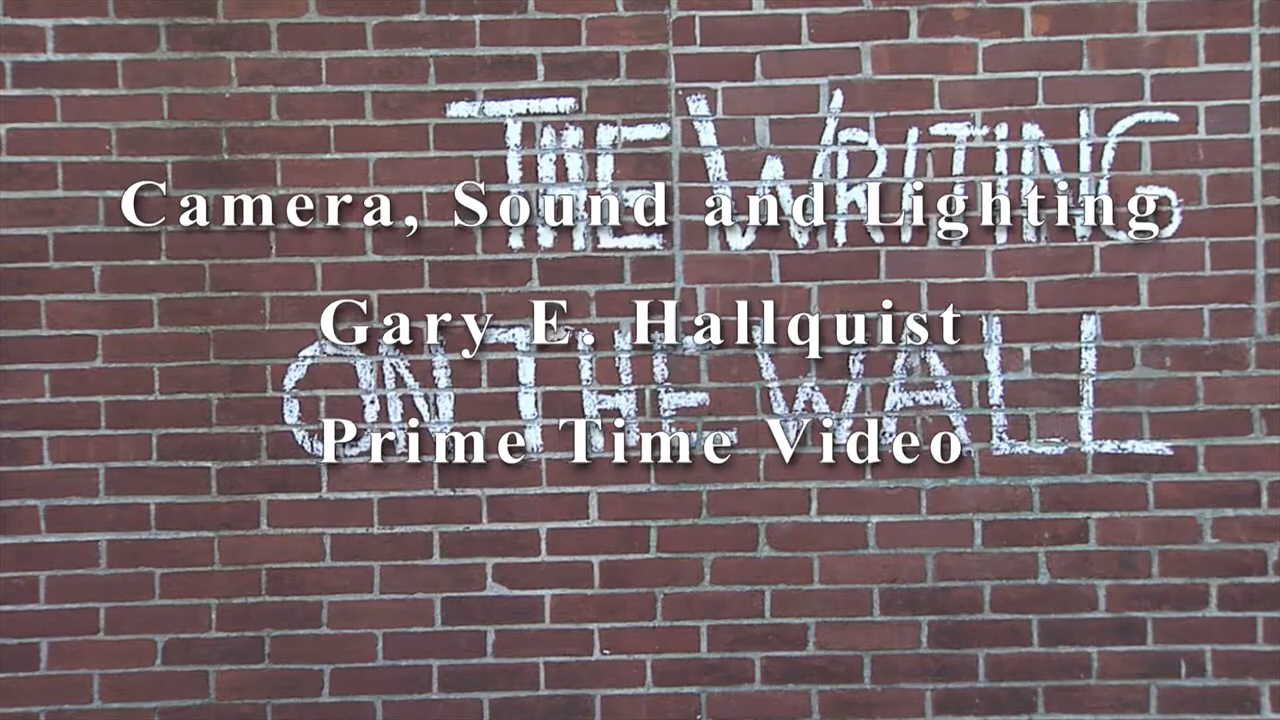 THE WRITING
Camera, Sound and Lighting
Gary E. Hallquist
ON THE WALL
Prime Time Video